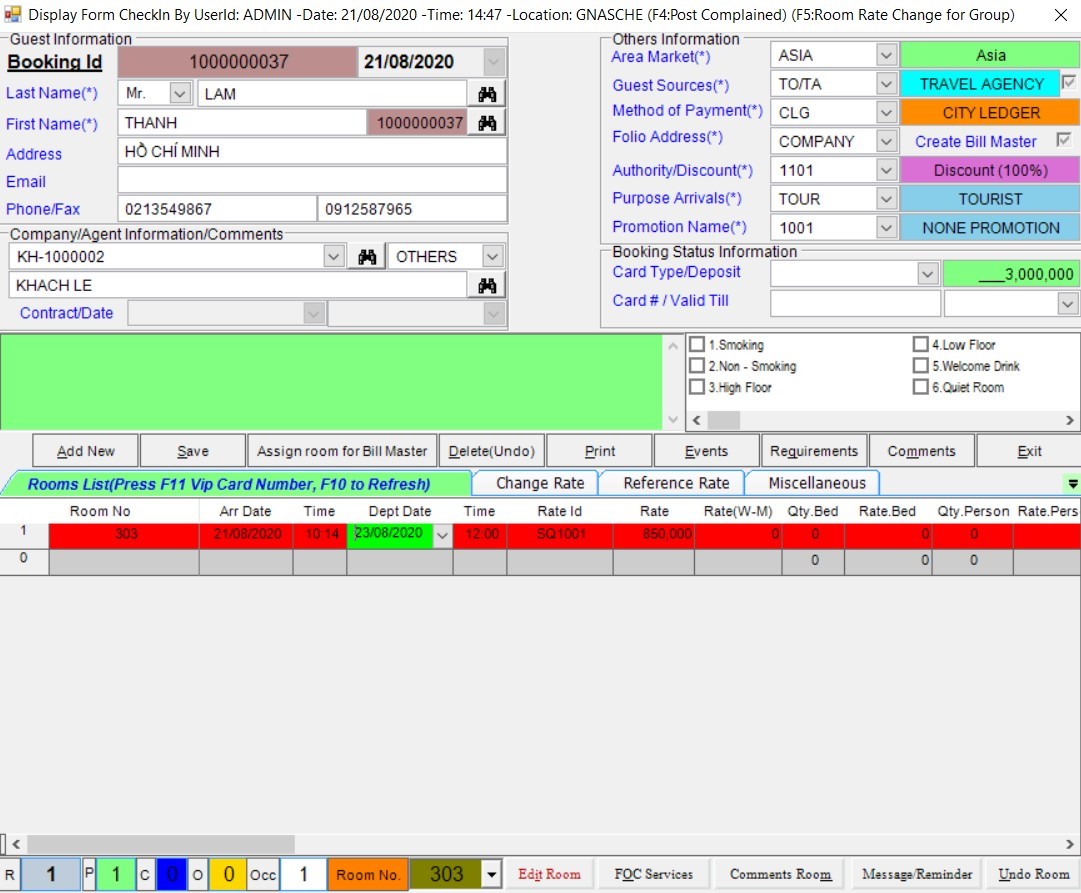 Display Form CheckIn By UserId: ADMIN -Date: 21/08/2020 -Time: 14:47 -Location: GNASCHE (F4:Post Complained) (F5:Room Rate Change for Group)
Guest Information
Booking Id 1000000037 21/08/2020
Last Name(*) Mr. LAM
First Name(*) THANH 1000000037
Address HỒ CHÍ MINH
Email
Phone/Fax 0213549867 0912587965
Company/Agent Information/Comments
KH-1000002 OTHERS
KHACH LE
Contract/Date
Others Information
Area Market(*) ASIA Asia
Guest Sources(*) TO/TA TRAVEL AGENCY
Method of Payment(*) CLG CITY LEDGER
Folio Address(*) COMPANY Create Bill Master
Authority/Discount(*) 1101 Discount (100%)
Purpose Arrivals(*) TOUR TOURIST
Promotion Name(*) 1001 NONE PROMOTION
Booking Status Information
Card Type/Deposit ___3,000,000
Card # / Valid Till
1.Smoking 4.Low Floor
2.Non - Smoking 5.Welcome Drink
3.High Floor 6.Quiet Room
Add New Save Assign room for Bill Master Delete(Undo) Print Events Requirements Comments Exit
Rooms List(Press F11 Vip Card Number, F10 to Refresh) Change Rate Reference Rate Miscellaneous
Room No Arr Date Time Dept Date Time Rate Id Rate Rate(W-M) Qty.Bed Rate.Bed Qty.Person Rate.Pers
1 303 21/08/2020 10:14 23/08/2020 12:00 SQ1001 850,000 0 0 0 0
0 0 0 0
R 1 P 1 C 0 O 0 Occ 1 Room No. 303 Edit Room FOC Services Comments Room Message/Reminder Undo Room